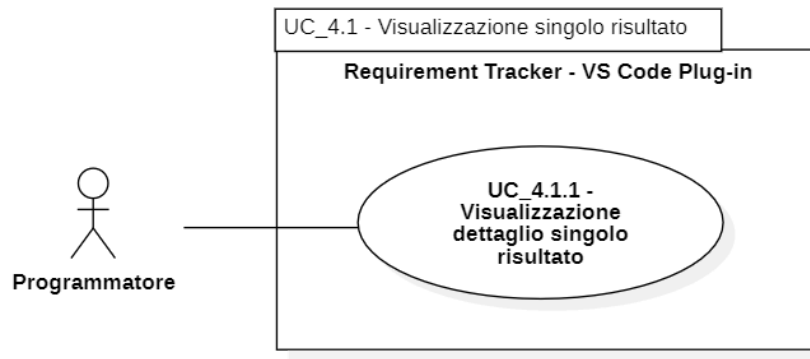 UC_4.1 - Visualizzazione singolo risultato
Requirement Tracker - VS Code Plug-in
UC_4.1.1 -
Visualizzazione
dettaglio singolo
risultato
Programmatore